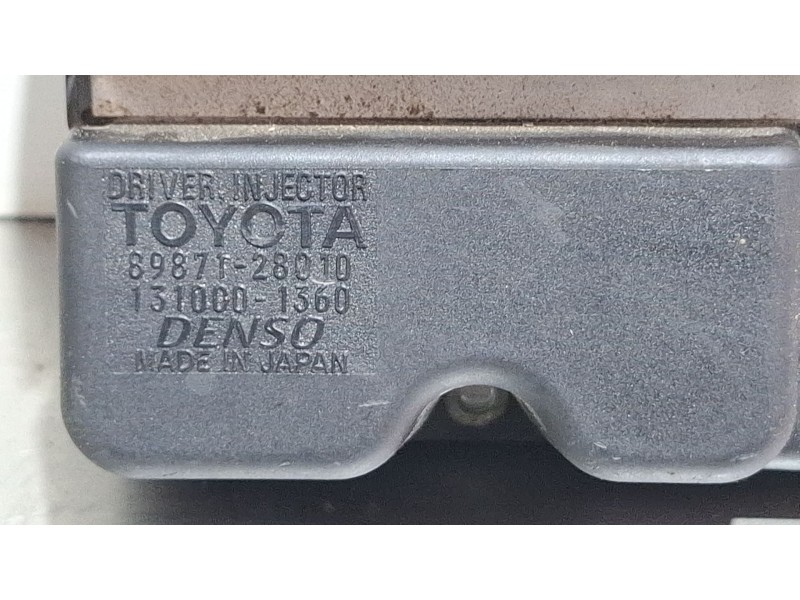 DRIVER, INJECTOR
TOYOTA
89871-28010
131000-1360
DENSO
MADE IN JAPAN